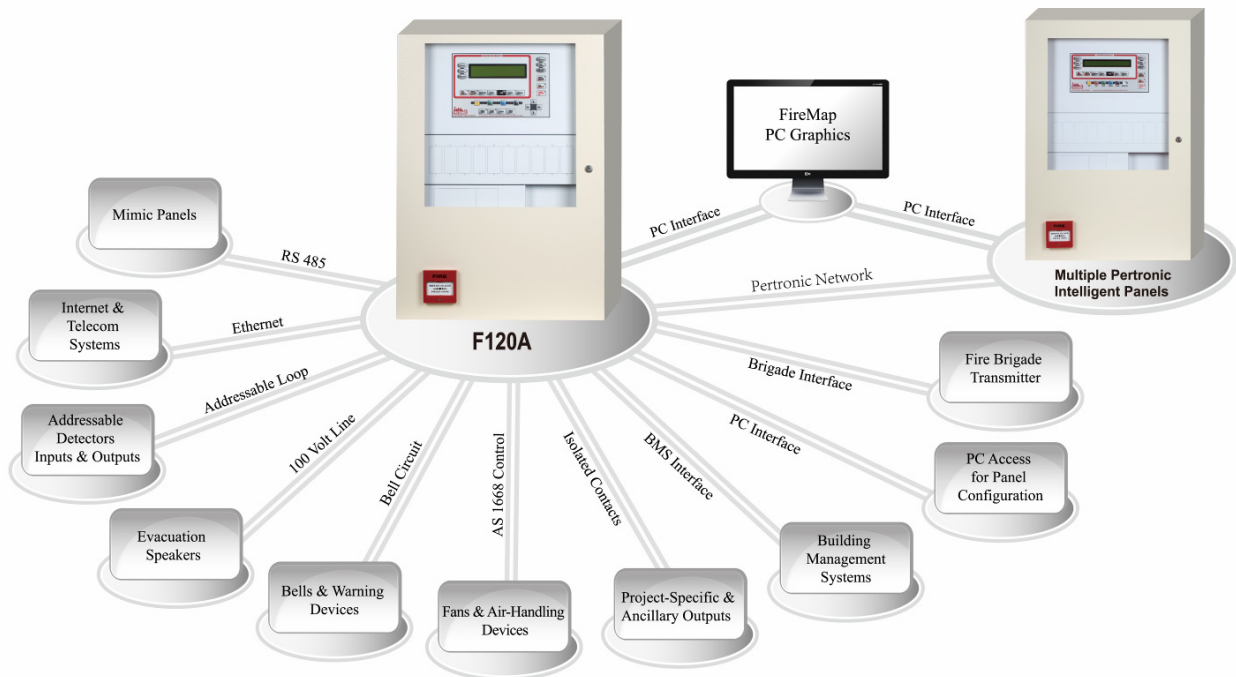 FireMap
PC Graphics
Mimic Panels
PC Interface
PC Interface
RS 485
FIRE
Pertronic Network
Multiple Pertronic
Intelligent Panels
Internet &
Telecom
Systems
Ethernet
F120A
Fire Brigade
Transmitter
Brigade Interface
Addressable Loop
Addressable
Detectors
Inputs & Outputs
100 Volt Line
Bell Circuit
AS 1668 Control
Isolated Contacts
BMS Interface
PC Interface
PC Access
for Panel
Configuration
Evacuation
Speakers
Building
Management
Systems
Bells & Warning
Devices
Fans & Air-Handling
Devices
Project-Specific &
Ancillary Outputs